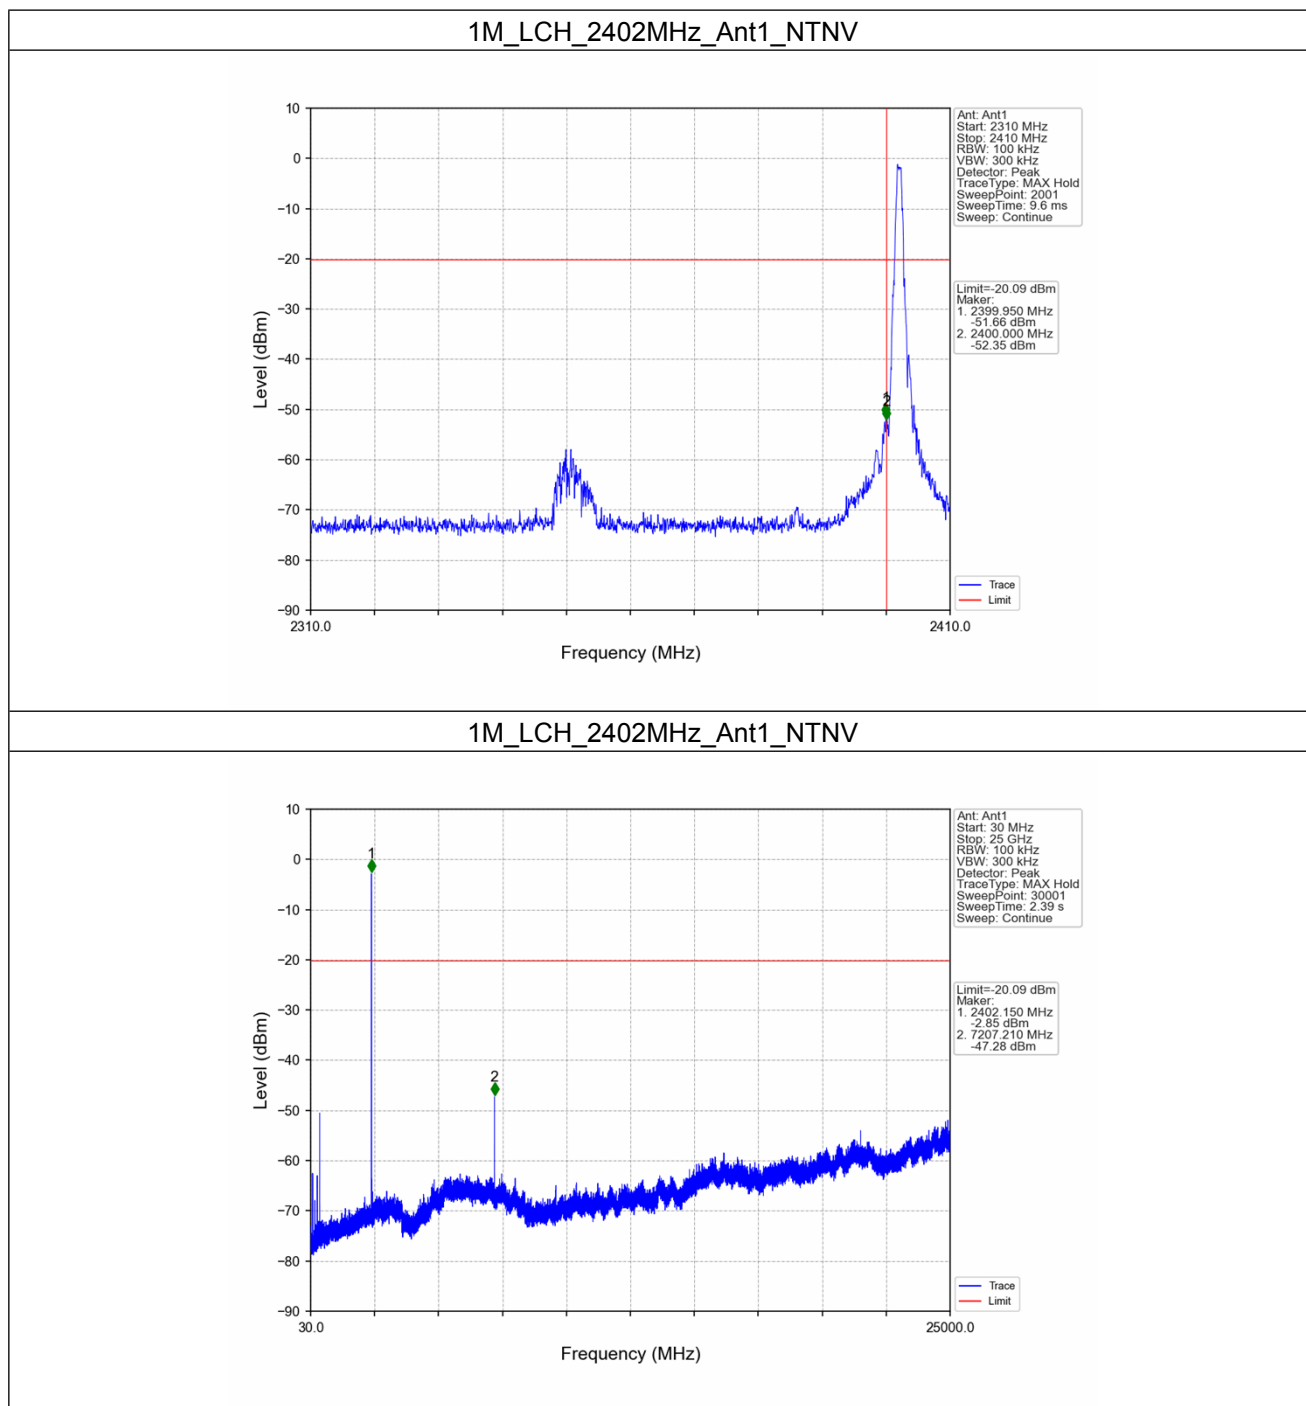 1M_LCH_2402MHz_Ant1_NTNV
10
0
−10
−20
−30
−40
−50
−60
−70
−80
−90
Level (dBm)
2310.0
2410.0
Frequency (MHz)
1
2
Ant: Ant1
Start: 2310 MHz
Stop: 2410 MHz
RBW: 100 kHz
VBW: 300 kHz
Detector: Peak
TraceType: MAX Hold
SweepPoint: 2001
SweepTime: 9.6 ms
Sweep: Continue
Limit=-20.09 dBm
Maker:
1. 2399.950 MHz
-51.66 dBm
2. 2400.000 MHz
-52.35 dBm
Trace
Limit
1M_LCH_2402MHz_Ant1_NTNV
10
0
−10
−20
−30
−40
−50
−60
−70
−80
−90
Level (dBm)
30.0
25000.0
Frequency (MHz)
1
2
Ant: Ant1
Start: 30 MHz
Stop: 25 GHz
RBW: 100 kHz
VBW: 300 kHz
Detector: Peak
TraceType: MAX Hold
SweepPoint: 30001
SweepTime: 2.39 s
Sweep: Continue
Limit=-20.09 dBm
Maker:
1. 2402.150 MHz
-2.85 dBm
2. 7207.210 MHz
-47.28 dBm
Trace
Limit